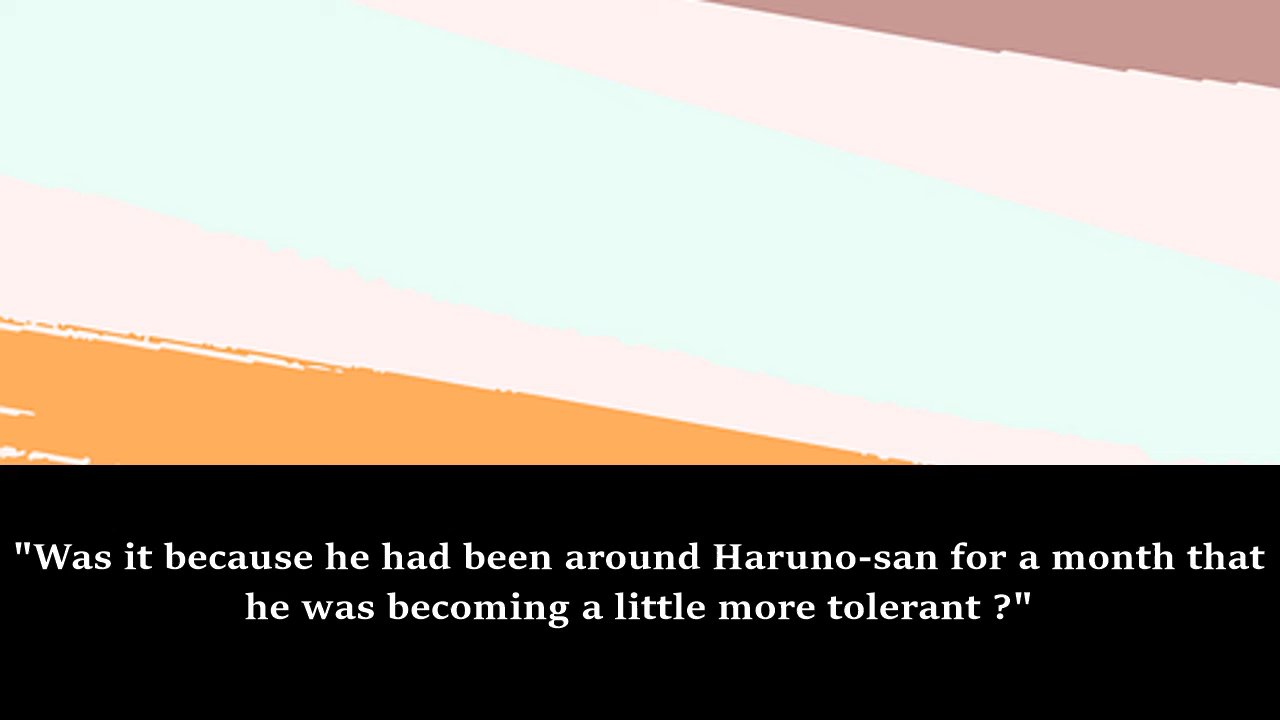 "Was it because he had been around Haruno-san for a month that
he was becoming a little more tolerant ?"